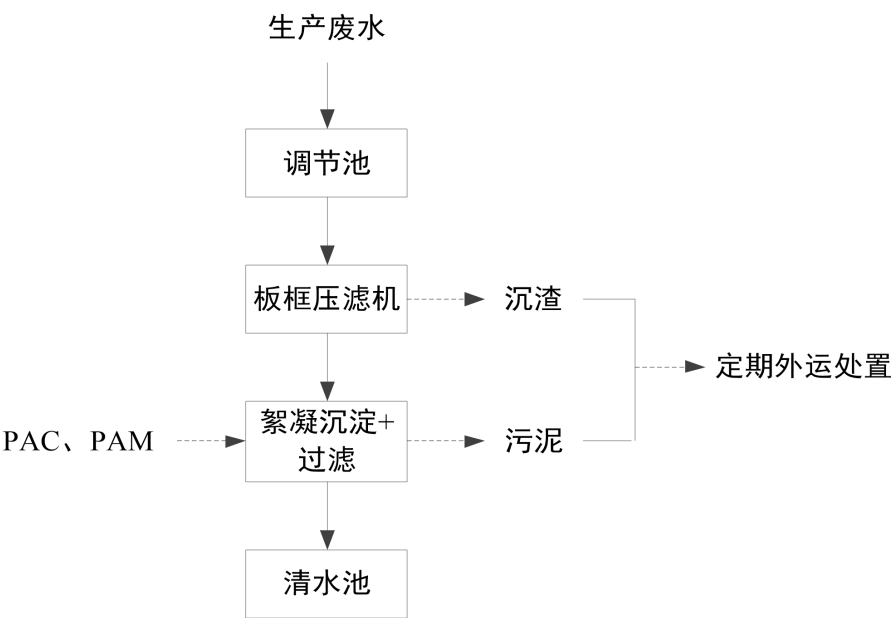 生产废水
调节池
板框压滤机
沉渣
定期外运处置
PAC、PAM
絮凝沉淀+
过滤
污泥
清水池